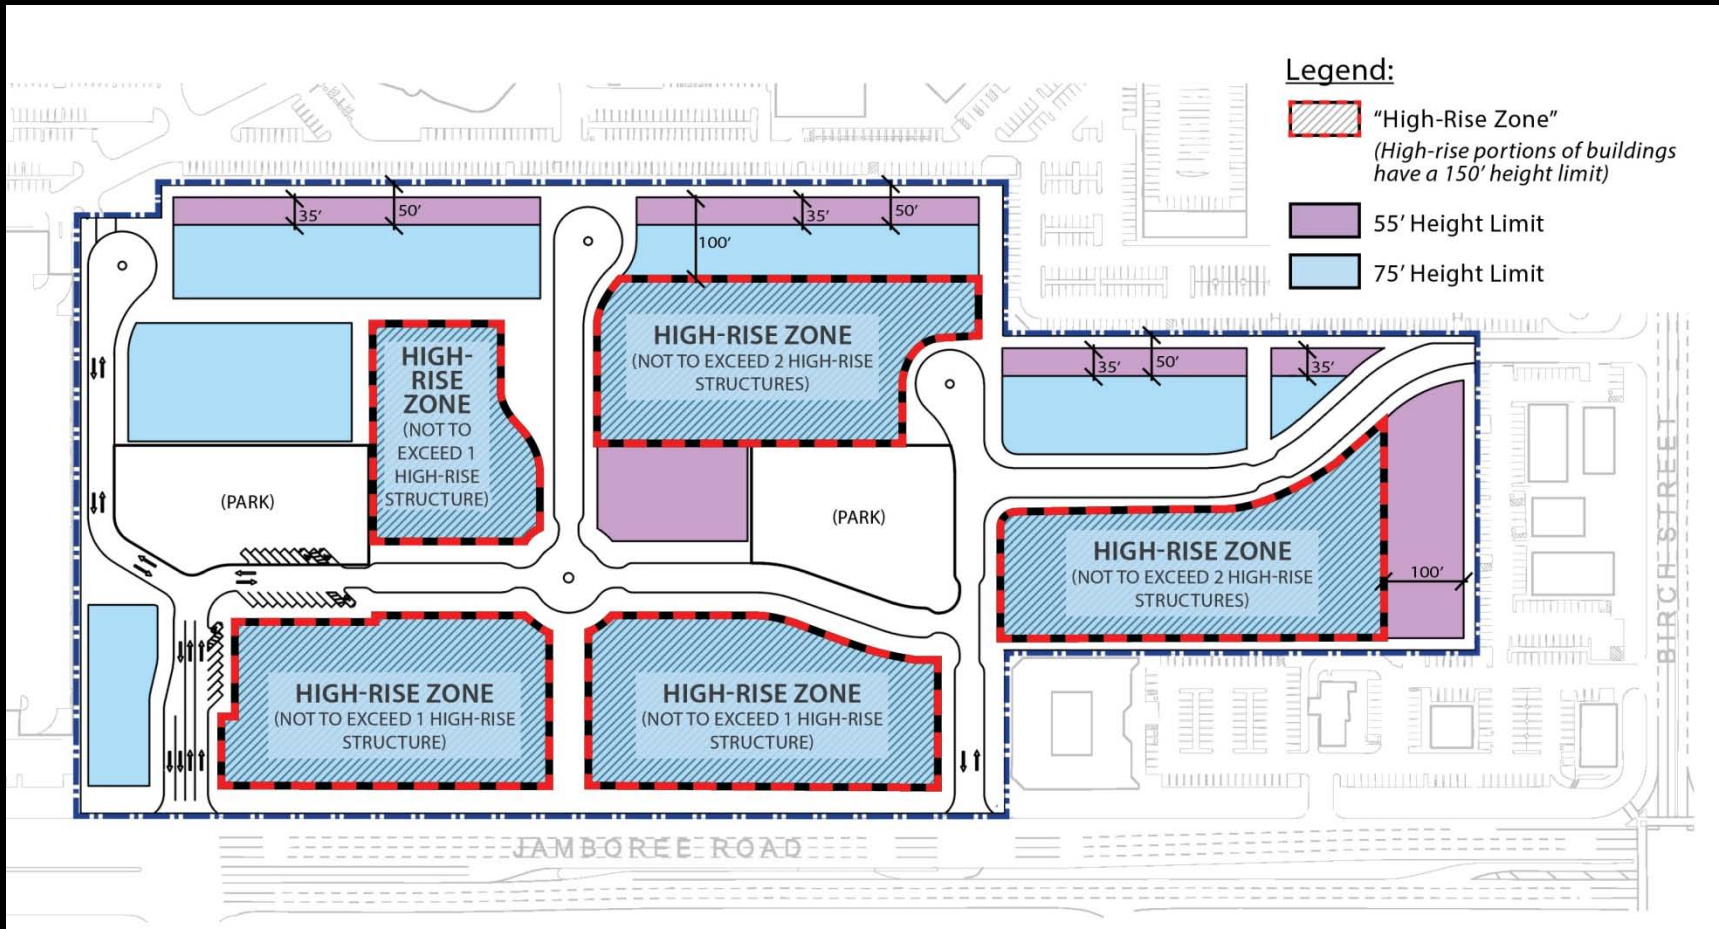 Legend:
“High-Rise Zone”
(High-rise portions of buildings
have a 150’ height limit)
55’ Height Limit
75’ Height Limit
35’
50’
35’
50’
100’
HIGH-RISE ZONE
(NOT TO EXCEED 2 HIGH-RISE
STRUCTURES)
HIGH-
RISE
ZONE
(NOT TO
EXCEED 1
HIGH-RISE
STRUCTURE)
35’
50’
35’
(PARK)
(PARK)
HIGH-RISE ZONE
(NOT TO EXCEED 2 HIGH-RISE
STRUCTURES)
100’
BIRCH STREET
HIGH-RISE ZONE
(NOT TO EXCEED 1 HIGH-RISE
STRUCTURE)
HIGH-RISE ZONE
(NOT TO EXCEED 1 HIGH-RISE
STRUCTURE)
JAMBOREE ROAD